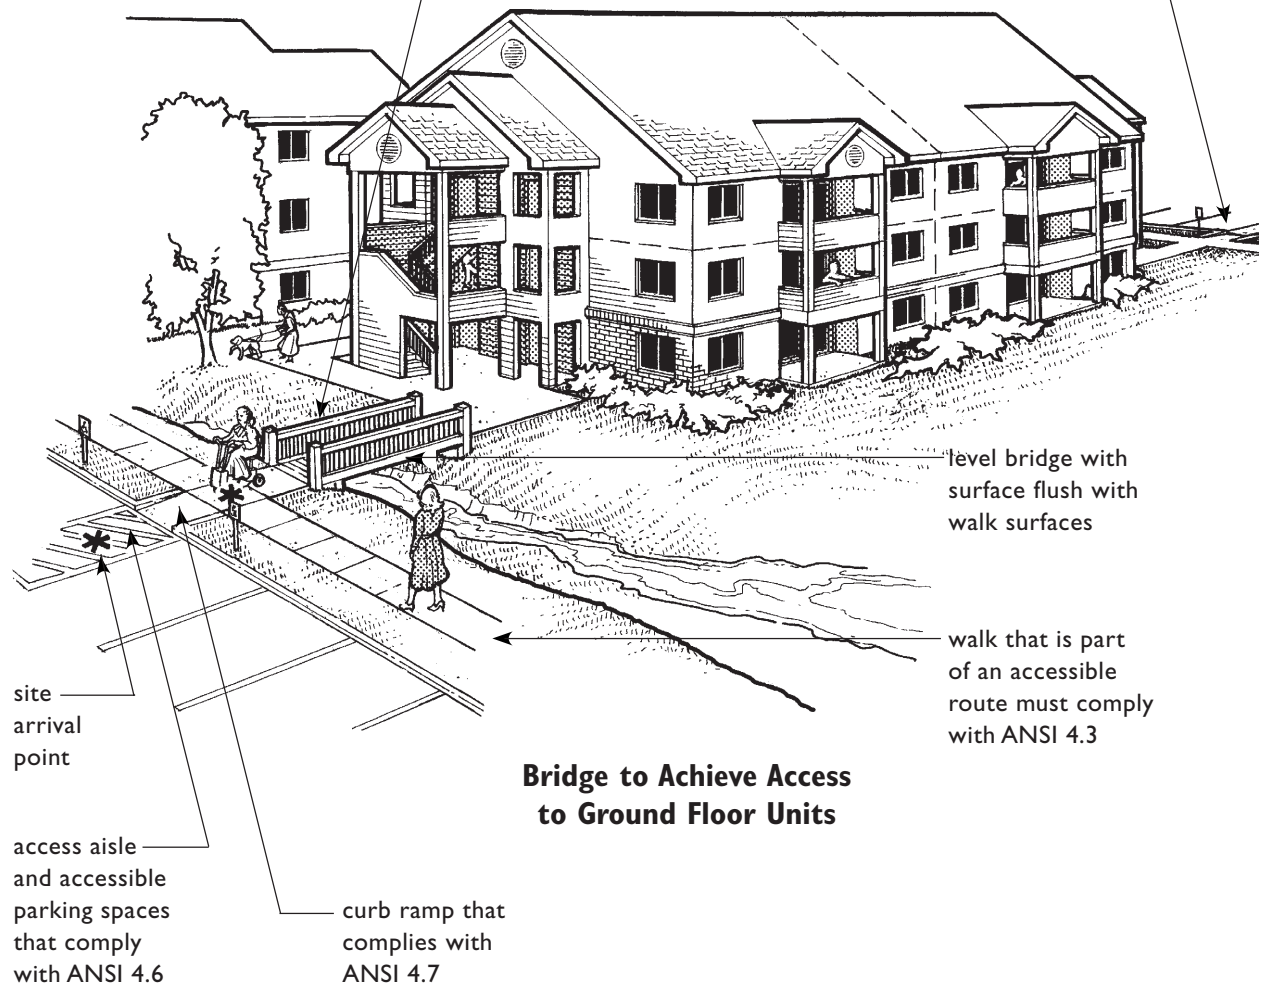 level bridge with
surface flush with
walk surfaces
walk that is part
of an accessible
route must comply
with ANSI 4.3
site
arrival
point
Bridge to Achieve Access
to Ground Floor Units
access aisle
and accessible
parking spaces
that comply
with ANSI 4.6
curb ramp that
complies with
ANSI 4.7